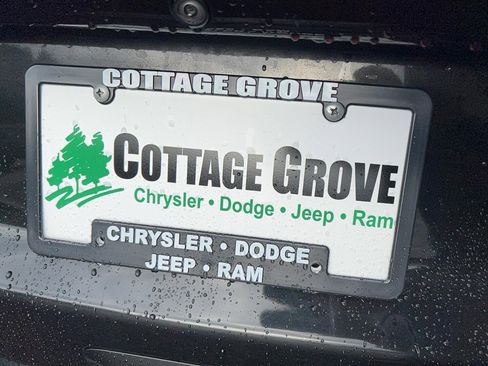 COTTAGE GROVE
COTTAGE GROVE
Chrysler • Dodge • Jeep • Ram
CHRYSLER • DODGE
JEEP • RAM